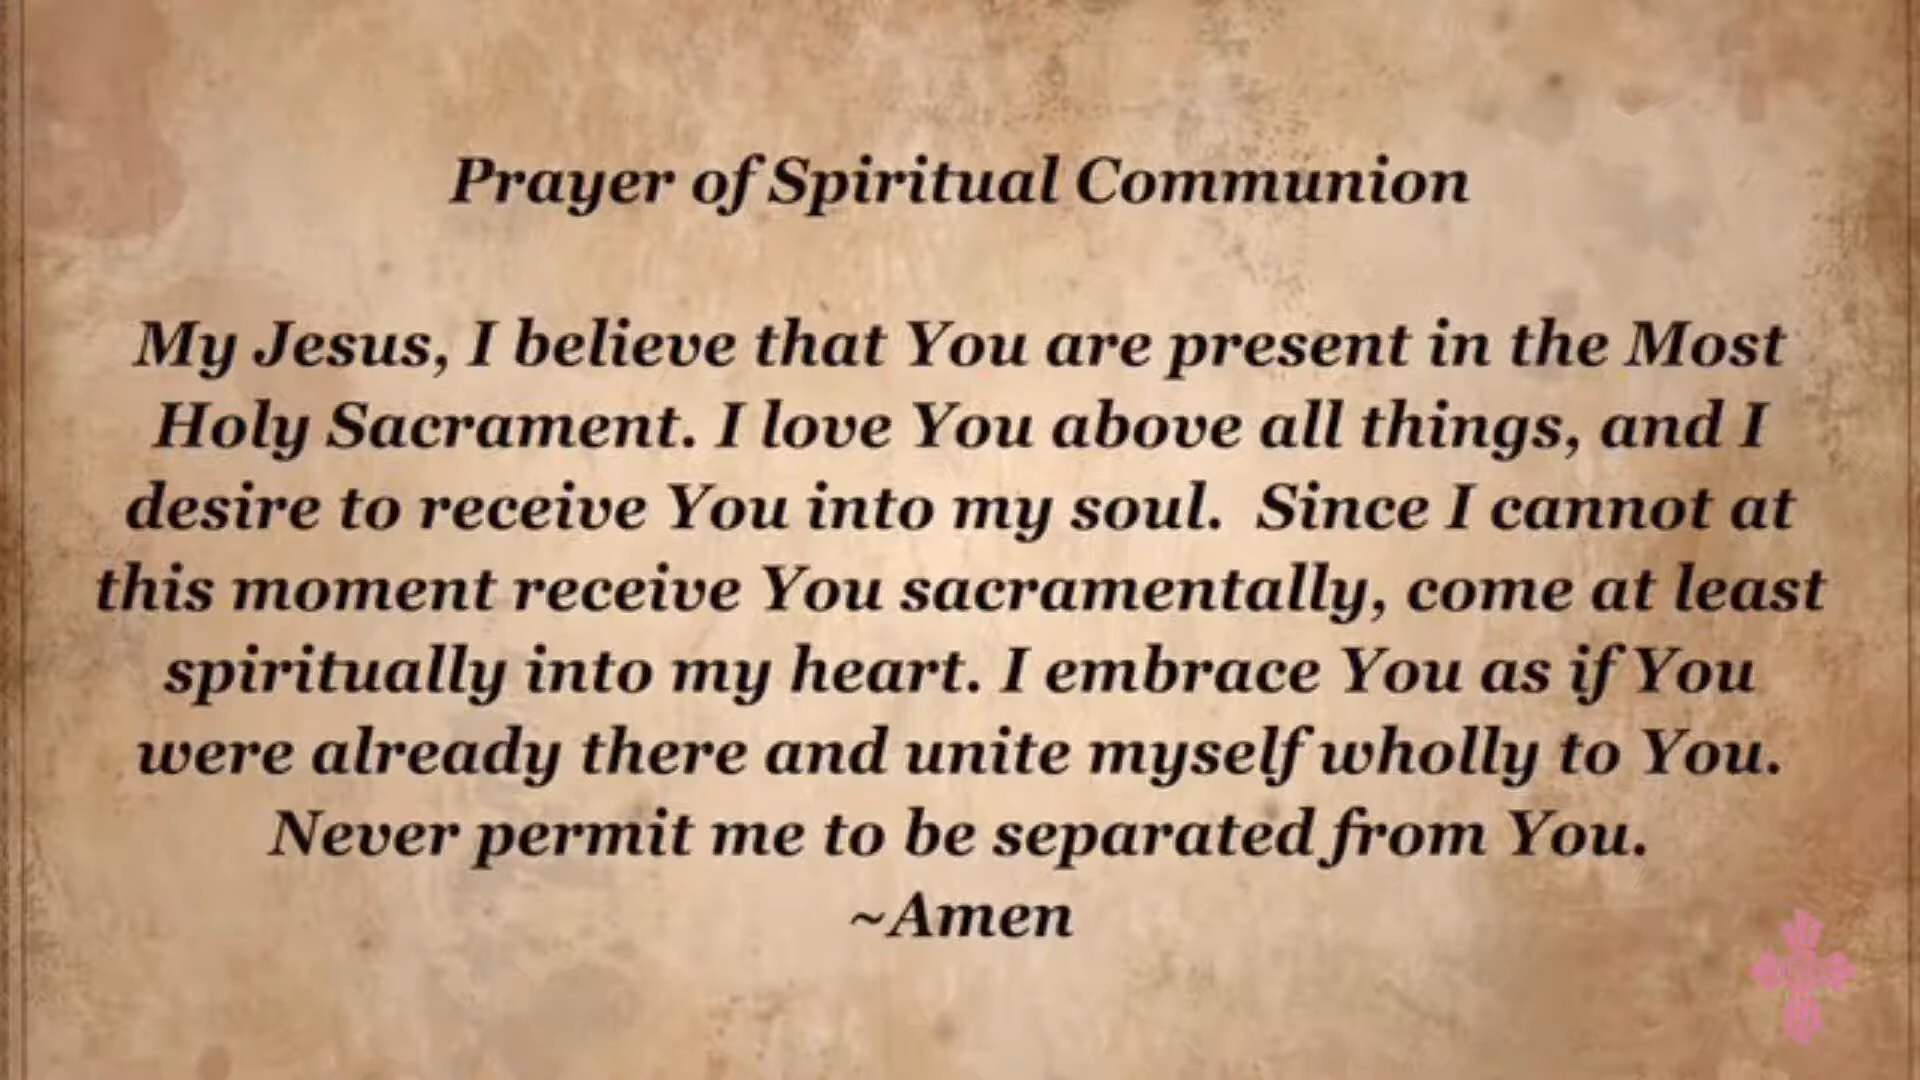 Prayer of Spiritual Communion
My Jesus, I believe that You are present in the Most
Holy Sacrament. I love You above all things, and I
desire to receive You into my soul.  Since I cannot at
this moment receive You sacramentally, come at least
spiritually into my heart. I embrace You as if You
were already there and unite myself wholly to You.
Never permit me to be separated from You.
~Amen